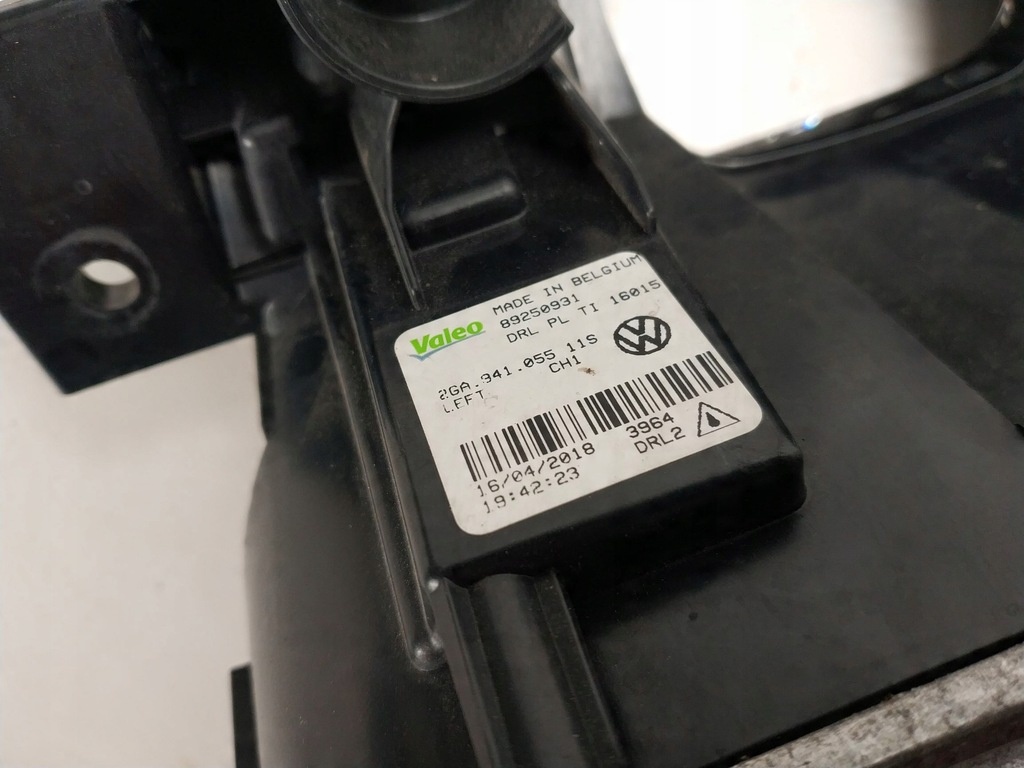 Valeo
MADE IN BELGIUM
89250931
DRL PL TI 16015
2GA.941.055 11S
LEFT
CH1
3964
DRL2
16/04/2018
19:42:23